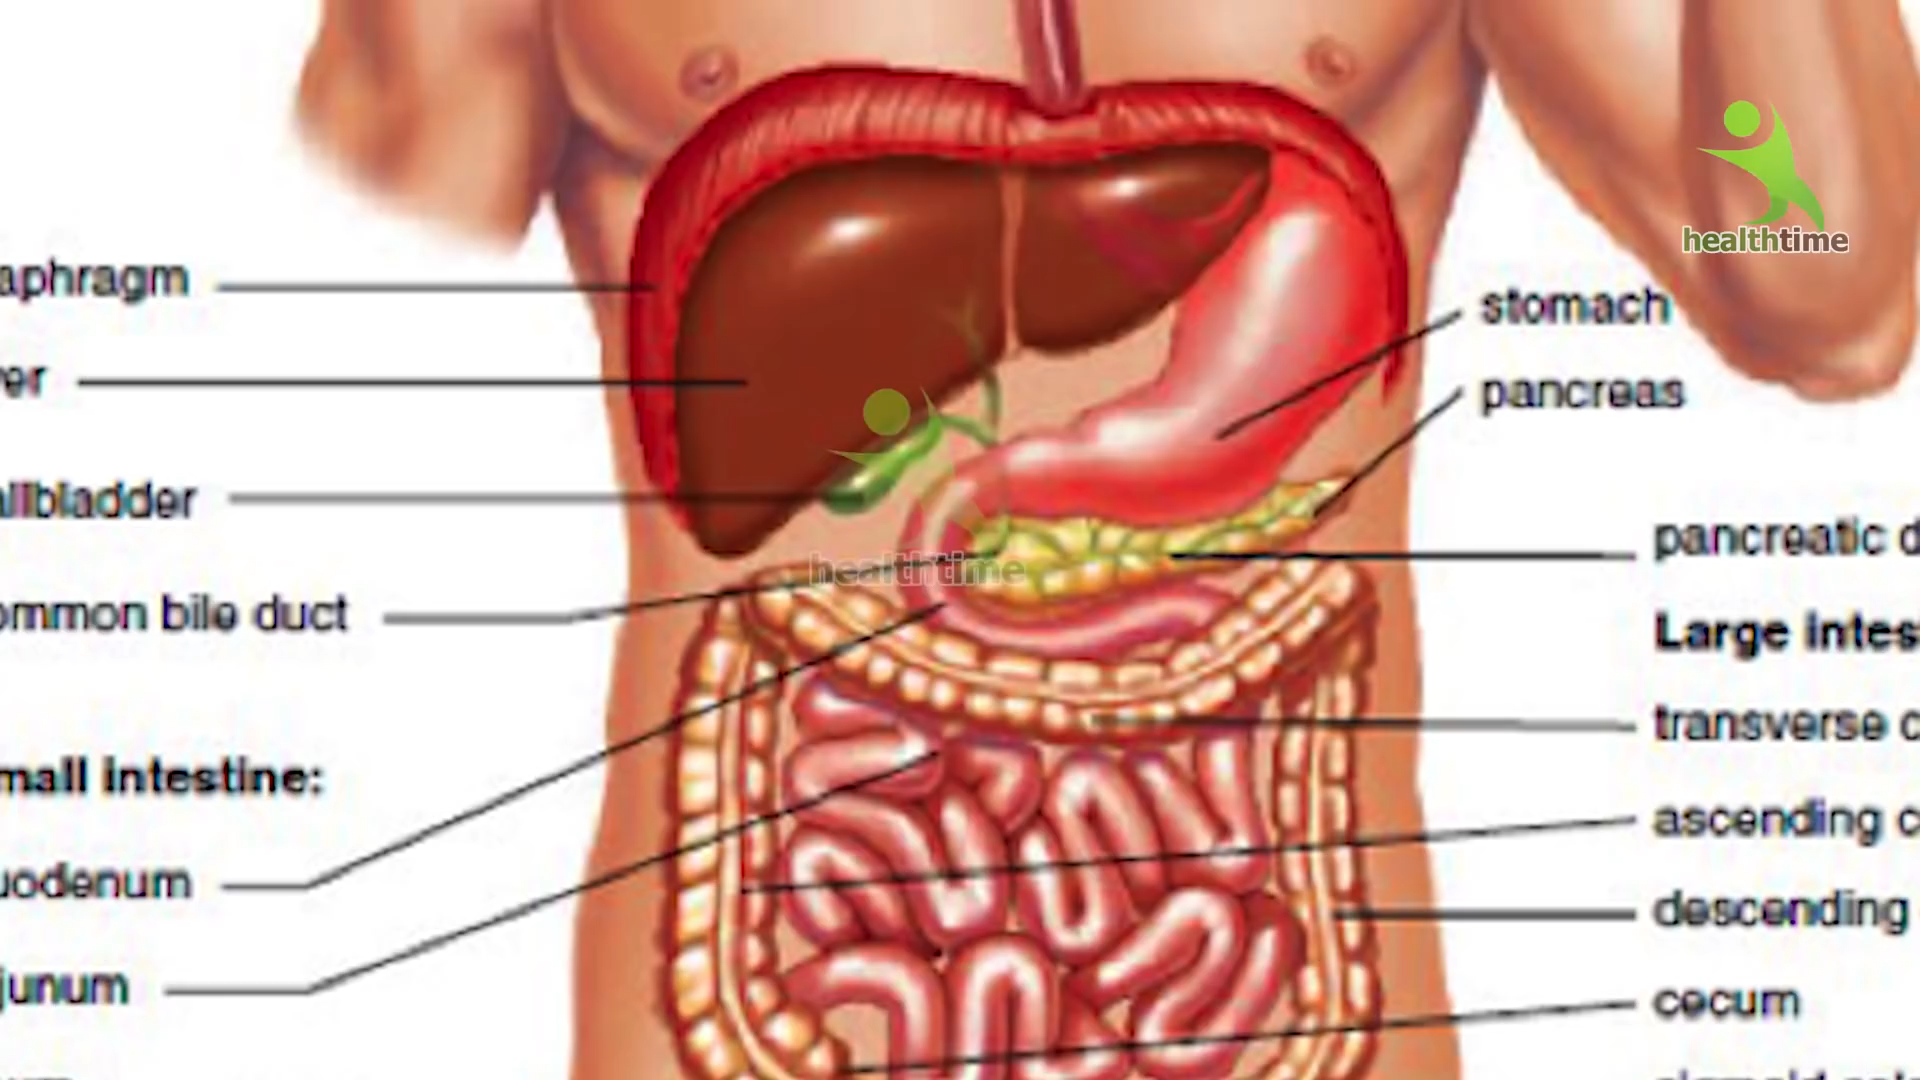 healthtime
aphragm
er
allbladder
ommon bile duct
mall intestine:
uodenum
junum
stomach
pancreas
pancreatic d
Large intes
transverse c
ascending c
descending
cecum
healthtime